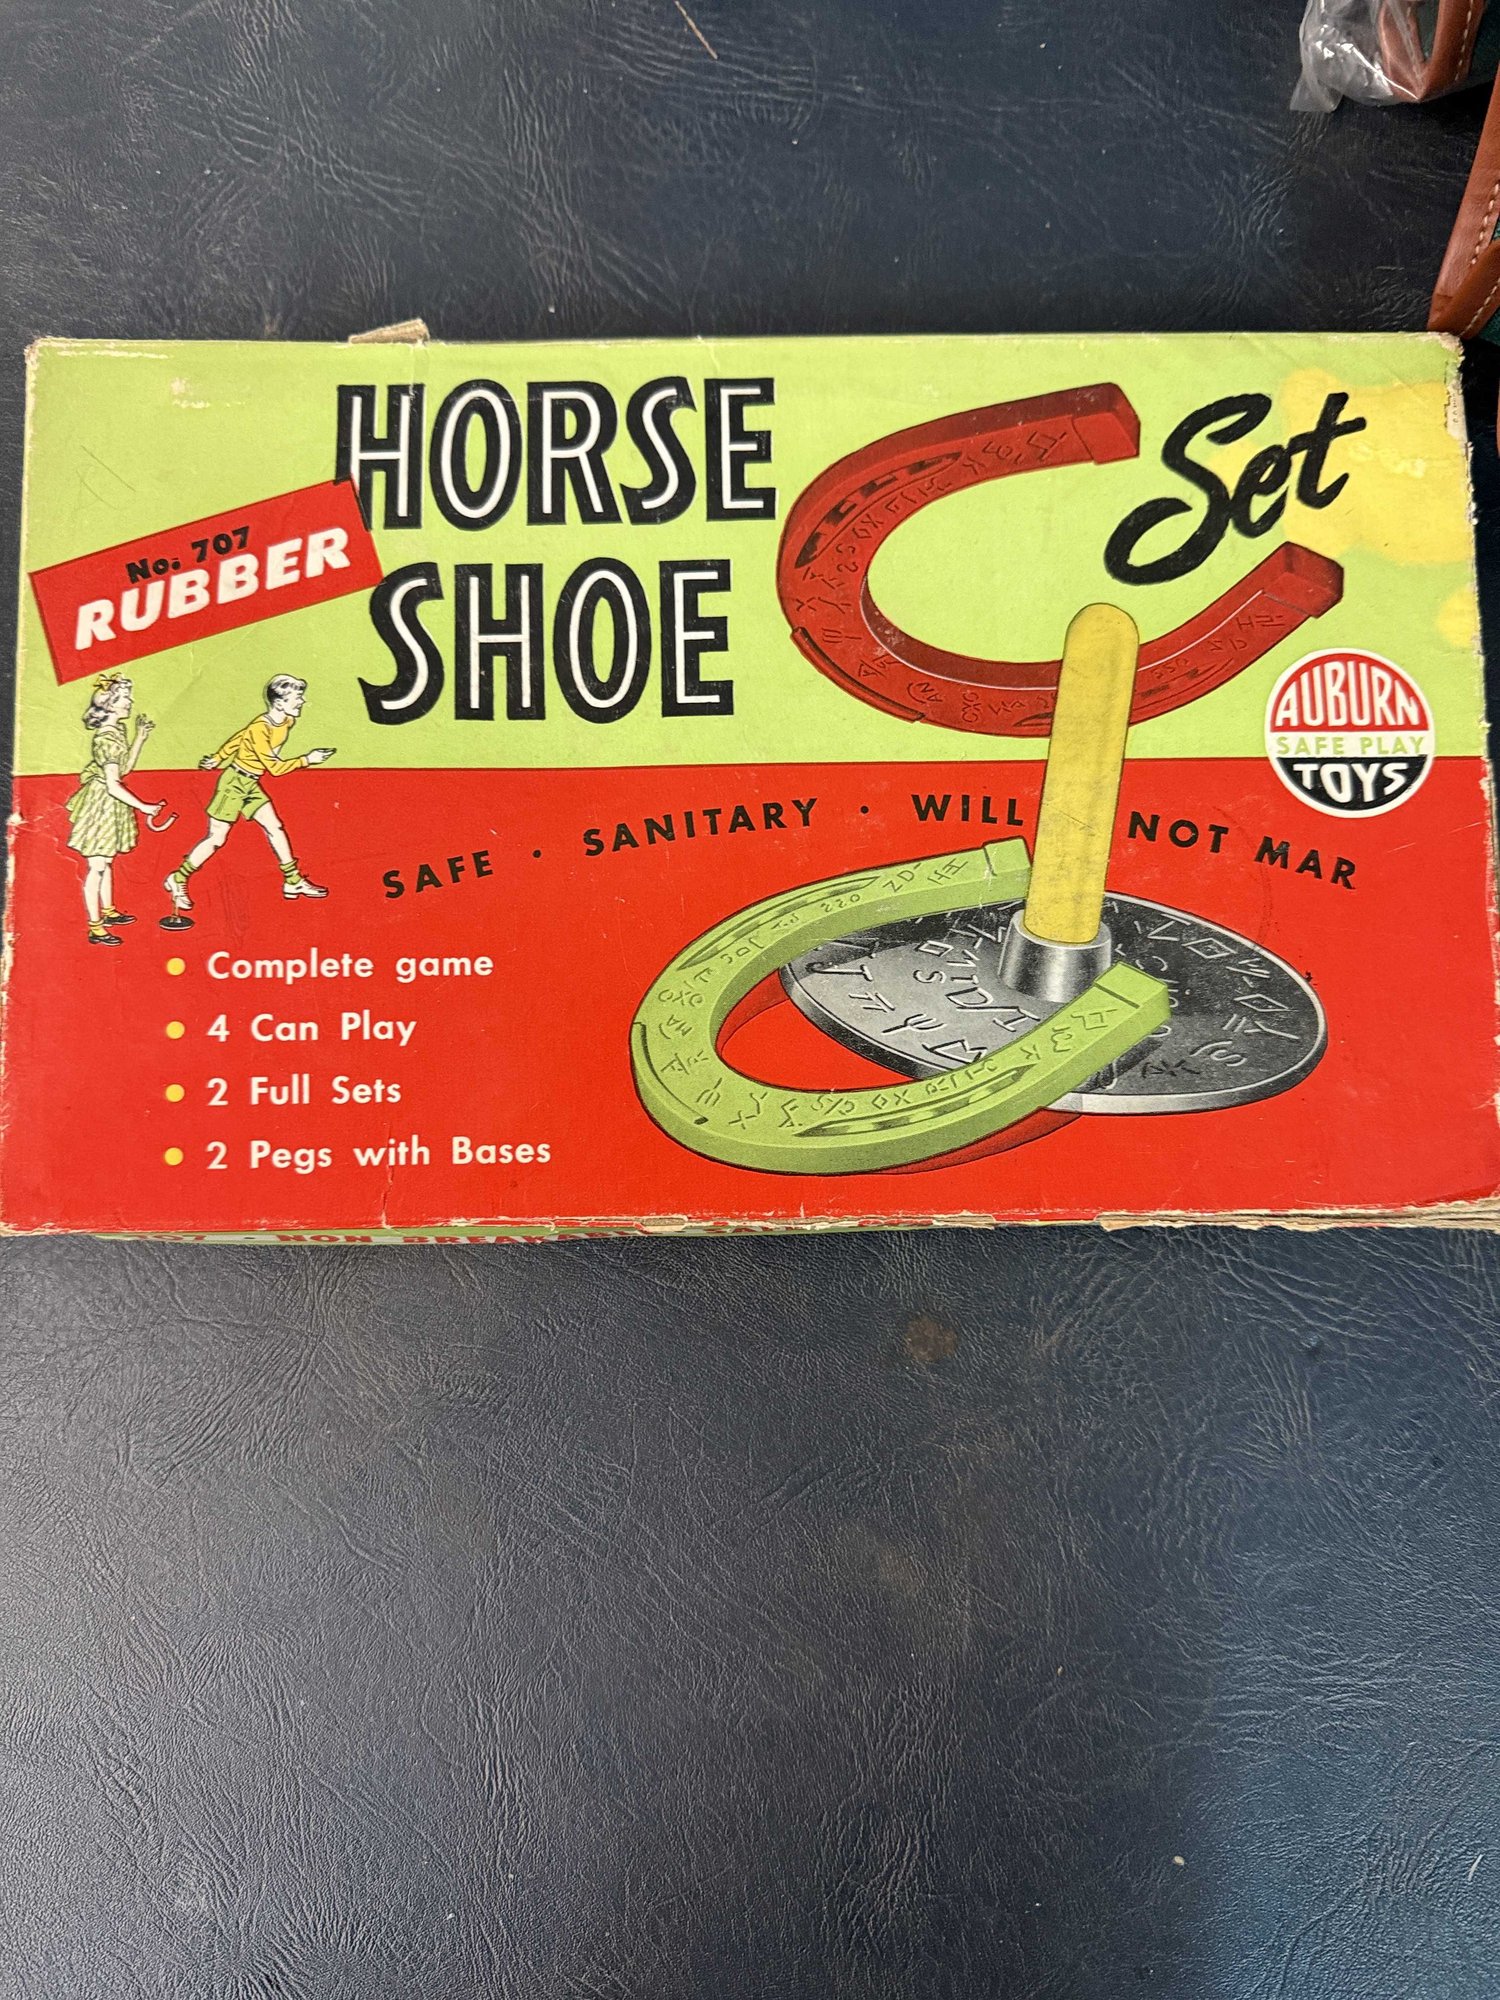 HORSE
SHOE
Set
No. 707
RUBBER
AUBURN
SAFE PLAY
TOYS
SAFE · SANITARY · WILL NOT MAR
• Complete game
• 4 Can Play
• 2 Full Sets
• 2 Pegs with Bases
NON